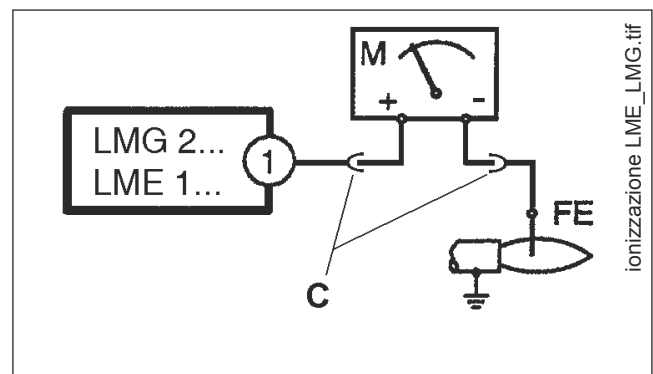 M
+ -
LMG 2...
LME 1...
1
FE
C
ionizzazione LME_LMG.tif